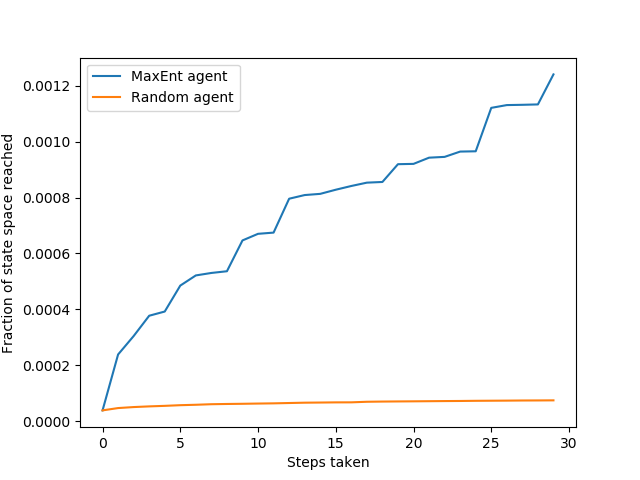 MaxEnt agent
Random agent
Fraction of state space reached
0.0012
0.0010
0.0008
0.0006
0.0004
0.0002
0.0000
0 5 10 15 20 25 30
Steps taken